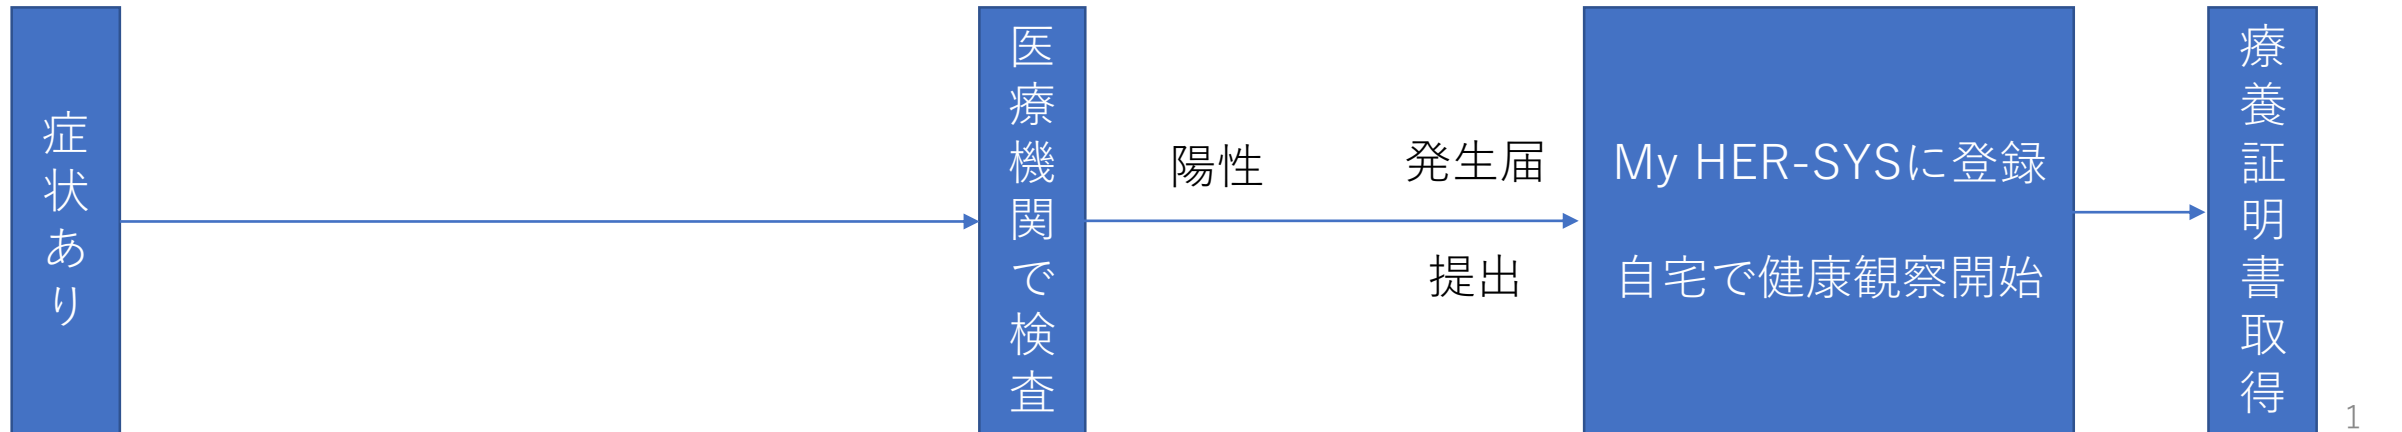 症状あり
医療機関で検査
陽性
発生届
提出
My HER-SYSに登録
自宅で健康観察開始
療養証明書取得
1